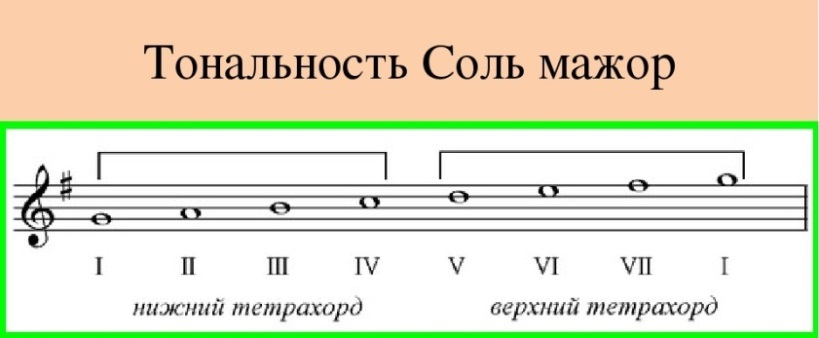 Тональность Соль мажор
I II III IV V VI VII I
нижний тетрахорд верхний тетрахорд